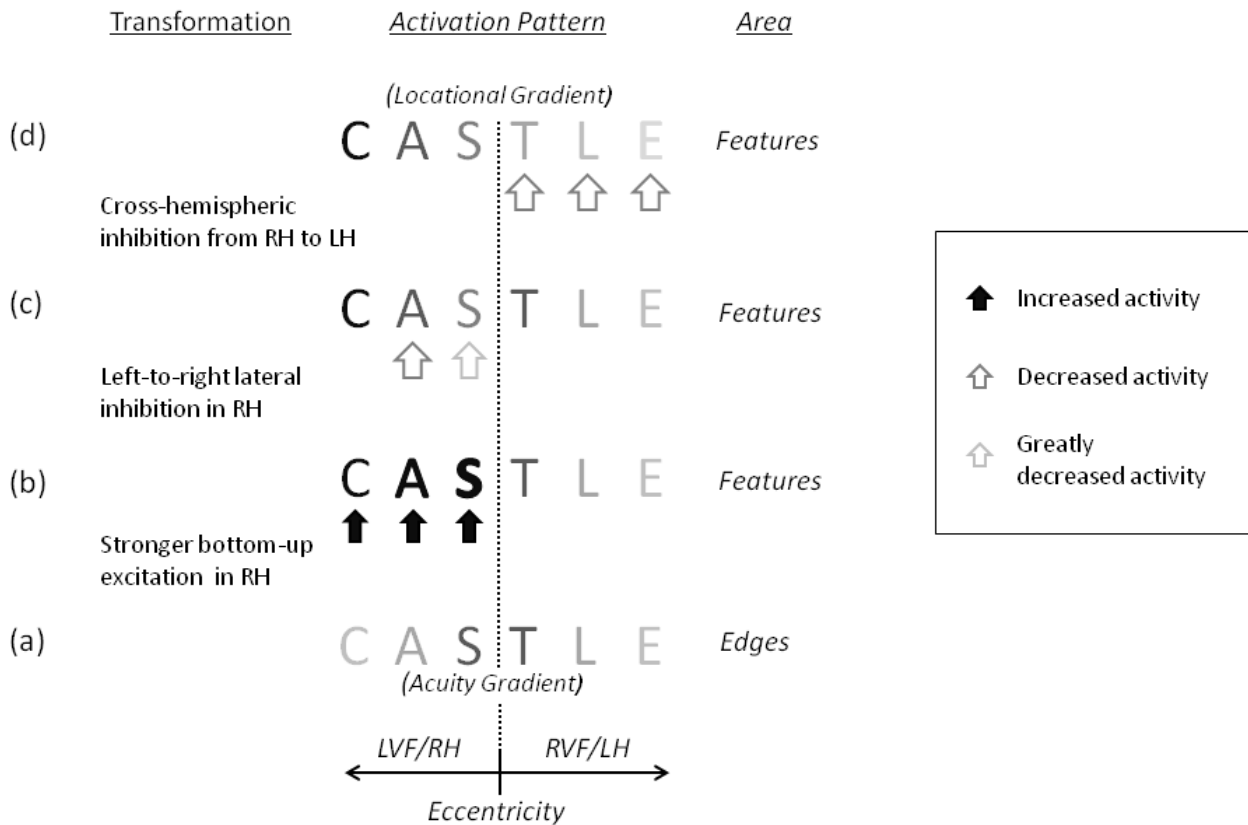 Transformation Activation Pattern Area
(Locational Gradient)
(d) C A S T L E Features
Cross-hemispheric
inhibition from RH to LH
(c) C A S T L E Features
Left-to-right lateral
inhibition in RH
(b) C A S T L E Features
Stronger bottom-up
excitation in RH
(a) C A S T L E Edges
(Acuity Gradient)
LVF/RH RVF/LH
Eccentricity
Increased activity
Decreased activity
Greatly
decreased activity